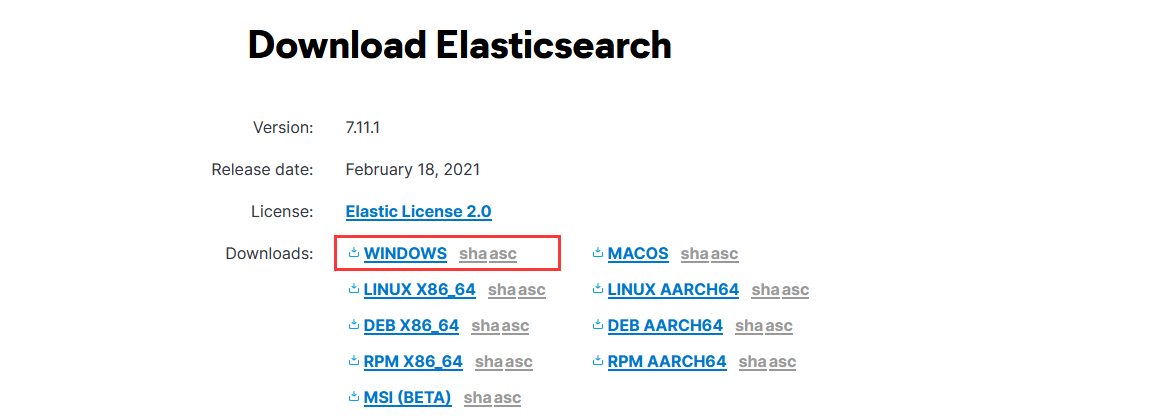 Download Elasticsearch
Version: 7.11.1
Release date: February 18, 2021
License: Elastic License 2.0
Downloads: WINDOWS sha asc MACOS sha asc
LINUX X86_64 sha asc LINUX AARCH64 sha asc
DEB X86_64 sha asc DEB AARCH64 sha asc
RPM X86_64 sha asc RPM AARCH64 sha asc
MSI (BETA) sha asc